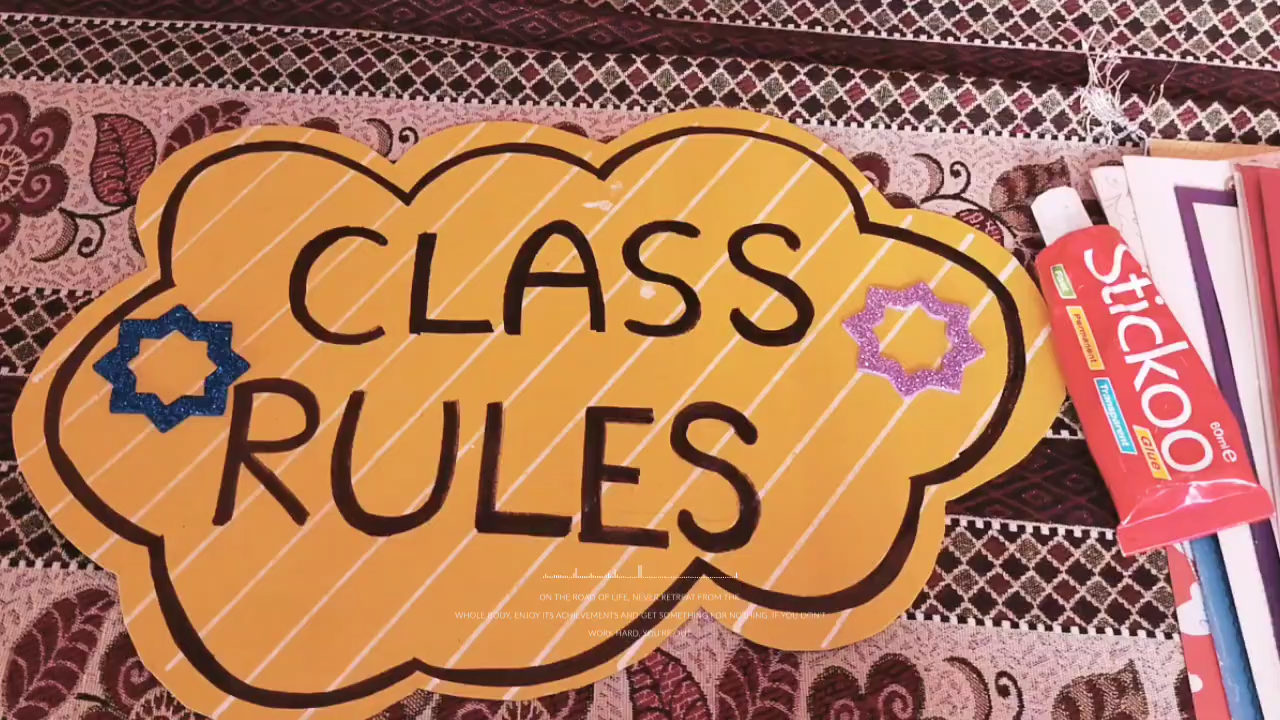 CLASS
RULES
Stickoo
Fast
Permanent
Transparent
Glue
60ml e
ON THE ROAD OF LIFE, NEVER RETREAT FROM THE
WHOLE BODY, ENJOY ITS ACHIEVEMENTS AND GET SOMETHING FOR NOTHING. IF YOU DON'T
WORK HARD, YOU'RE OUT